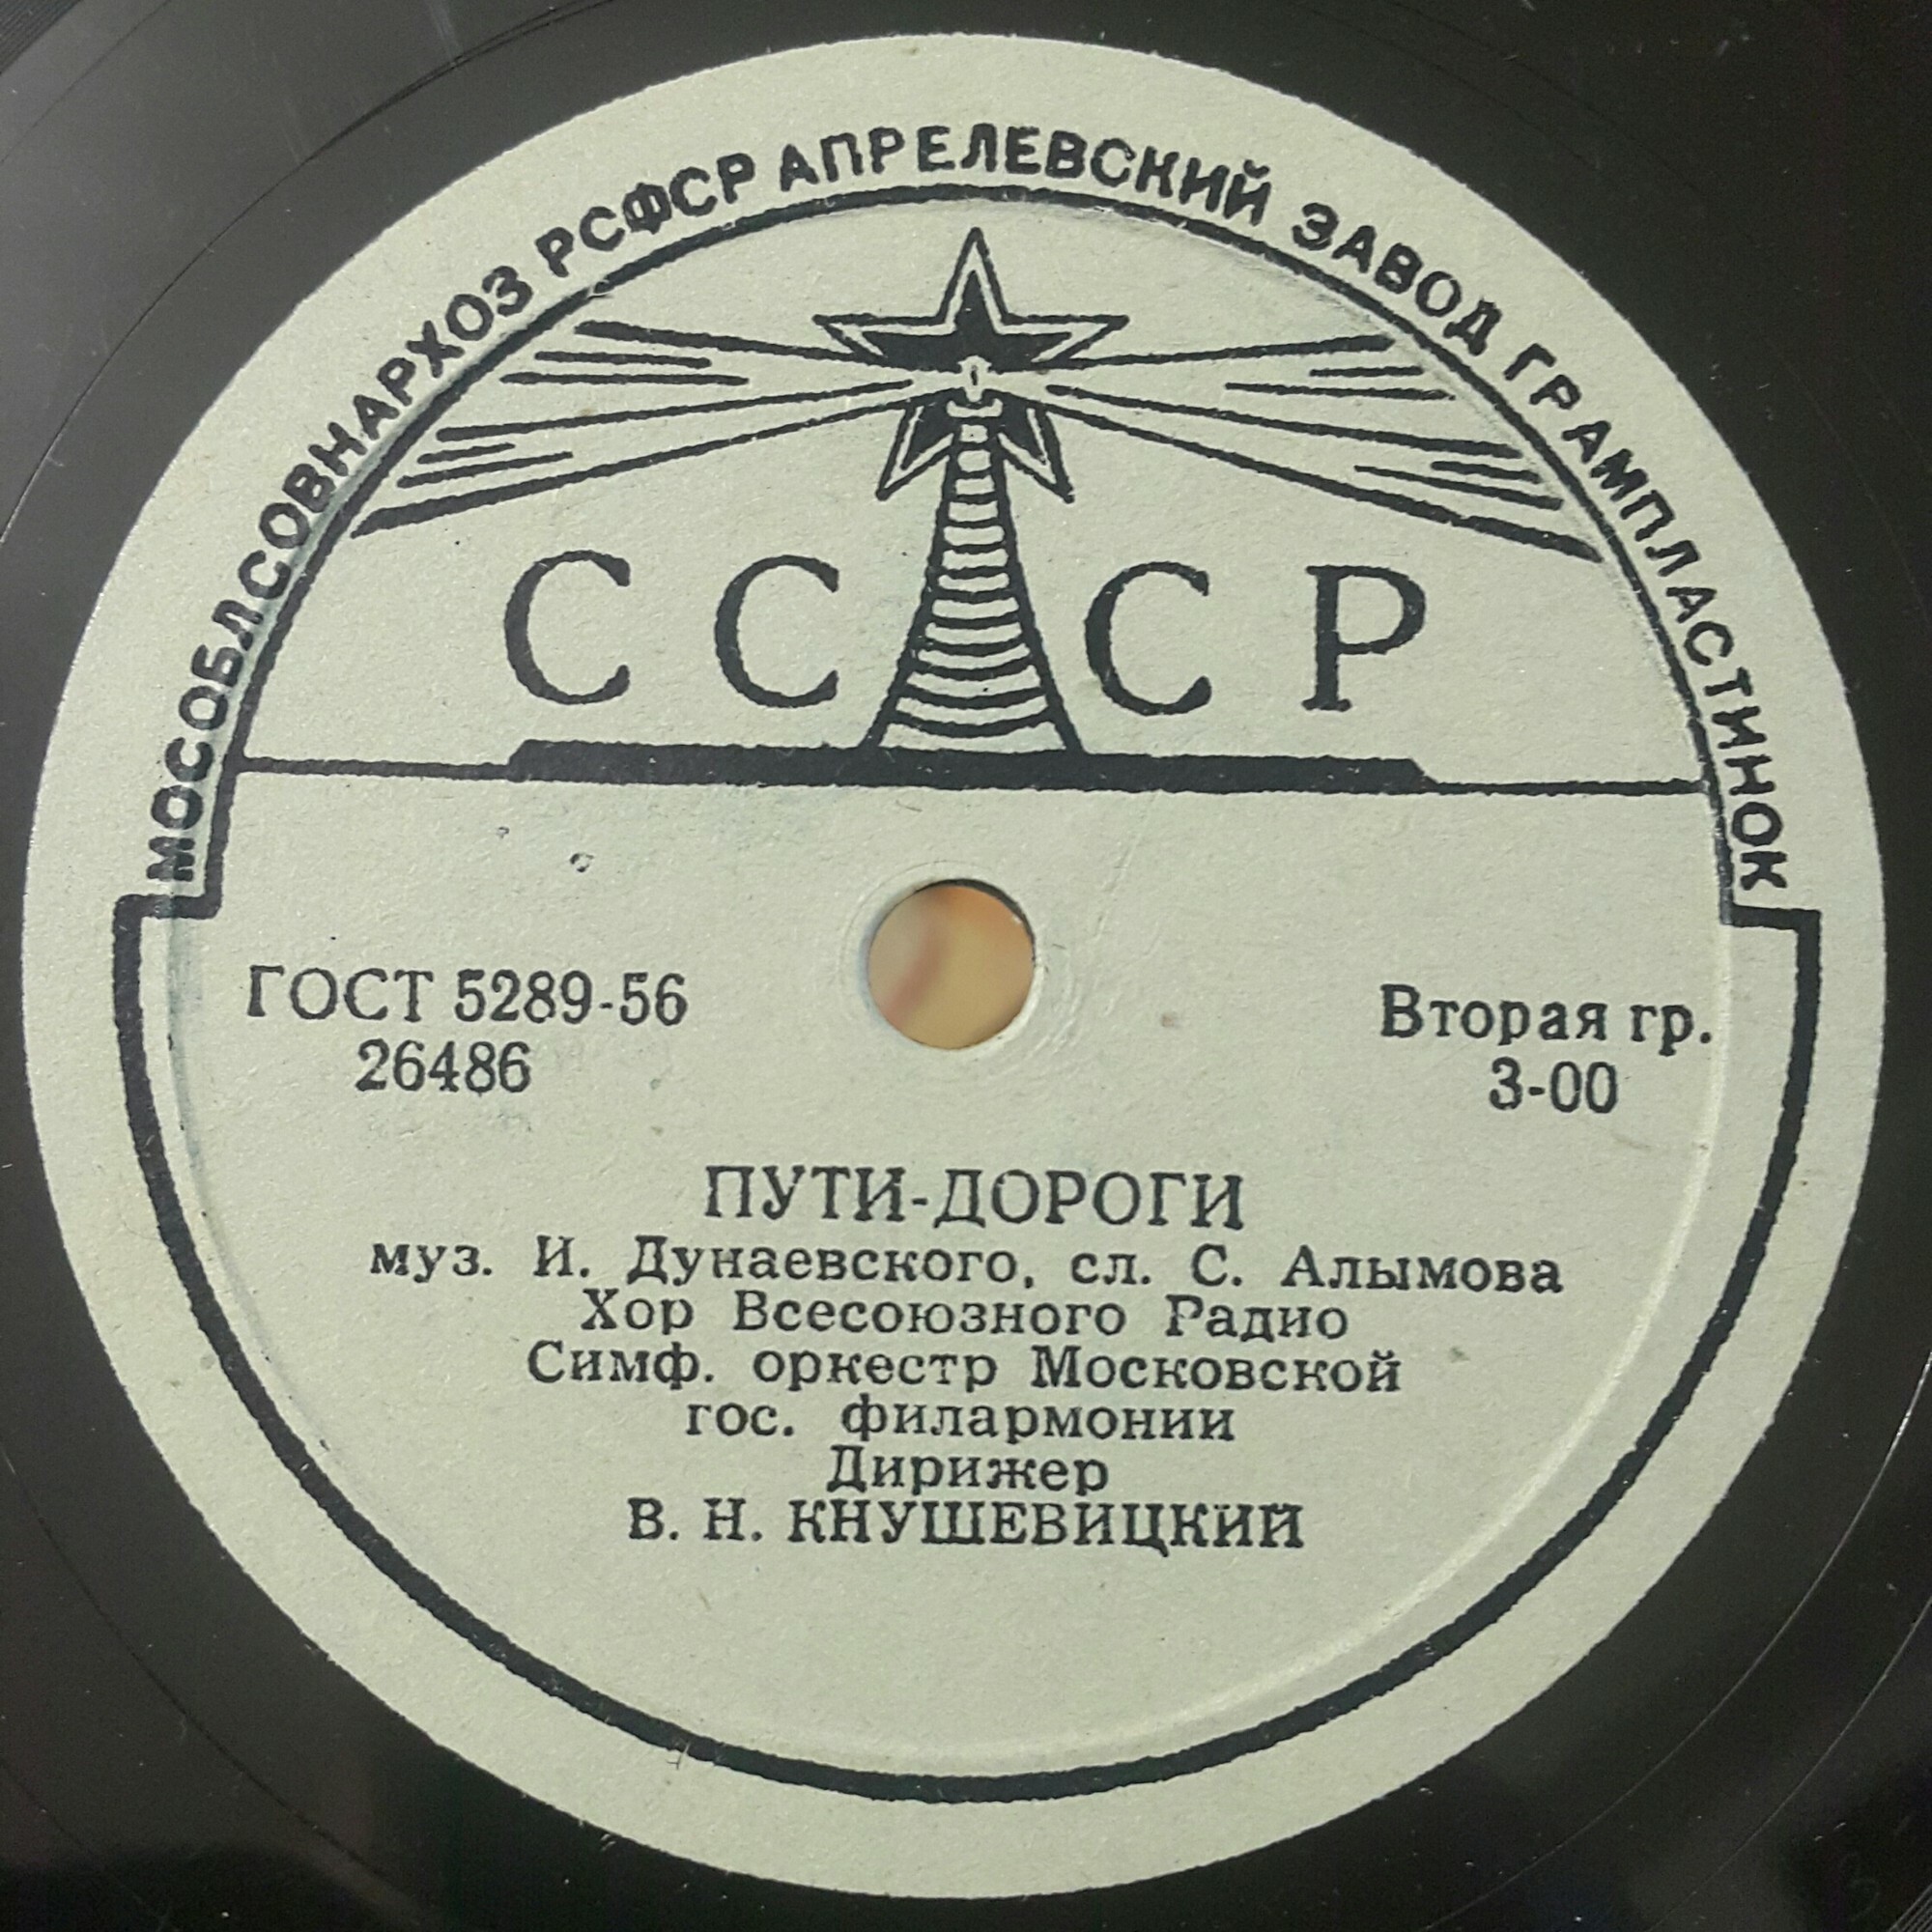 МОСОБЛСОВНАРХОЗ РСФСР АПРЕЛЕВСКИЙ ЗАВОД ГРАМПЛАСТИНОК
СССР
ГОСТ 5289-56
26486
Вторая гр.
3-00
ПУТИ-ДОРОГИ
муз. И. Дунаевского, сл. С. Алымова
Хор Всесоюзного Радио
Симф. оркестр Московской
гос. филармонии
Дирижер
В. Н. КНУШЕВИЦКИЙ